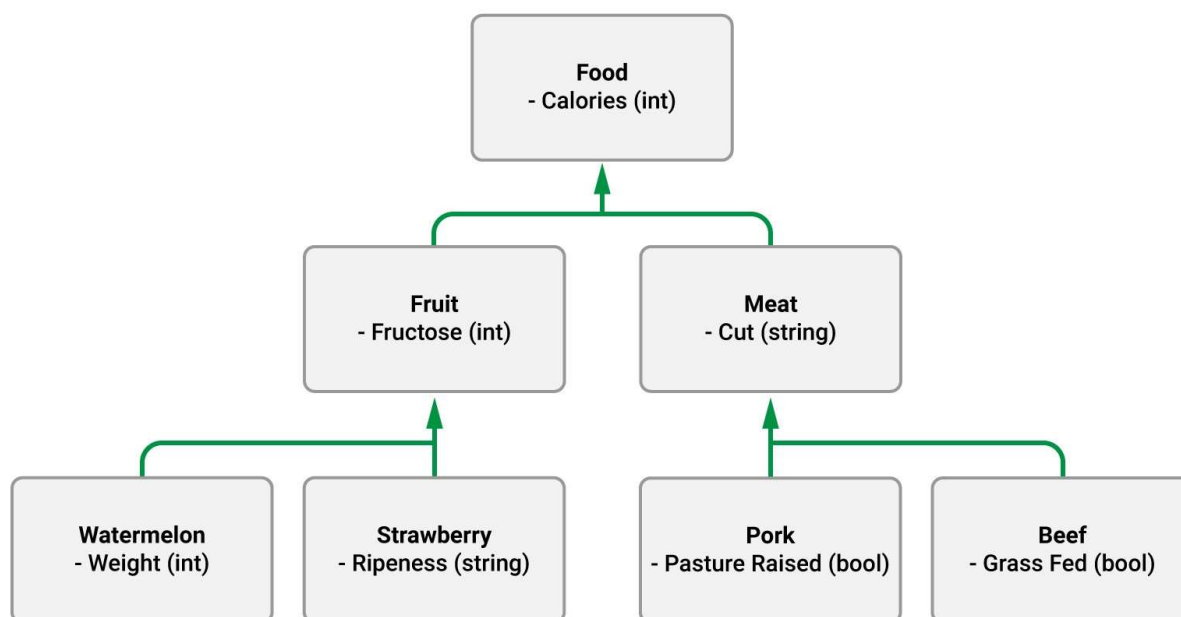 Food
- Calories (int)
Fruit
- Fructose (int)
Meat
- Cut (string)
Watermelon
- Weight (int)
Strawberry
- Ripeness (string)
Pork
- Pasture Raised (bool)
Beef
- Grass Fed (bool)